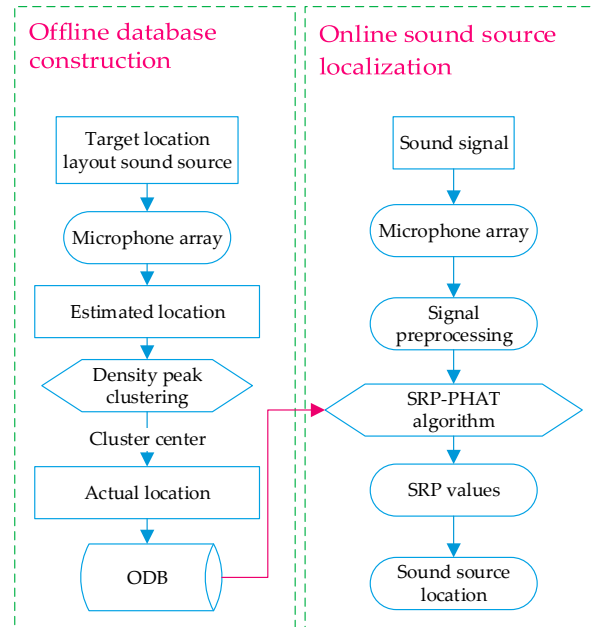 Offline database
construction
Target location
layout sound source
Microphone array
Estimated location
Density peak
clustering
Cluster center
Actual location
ODB
Online sound source
localization
Sound signal
Microphone array
Signal
preprocessing
SRP-PHAT
algorithm
SRP values
Sound source
location